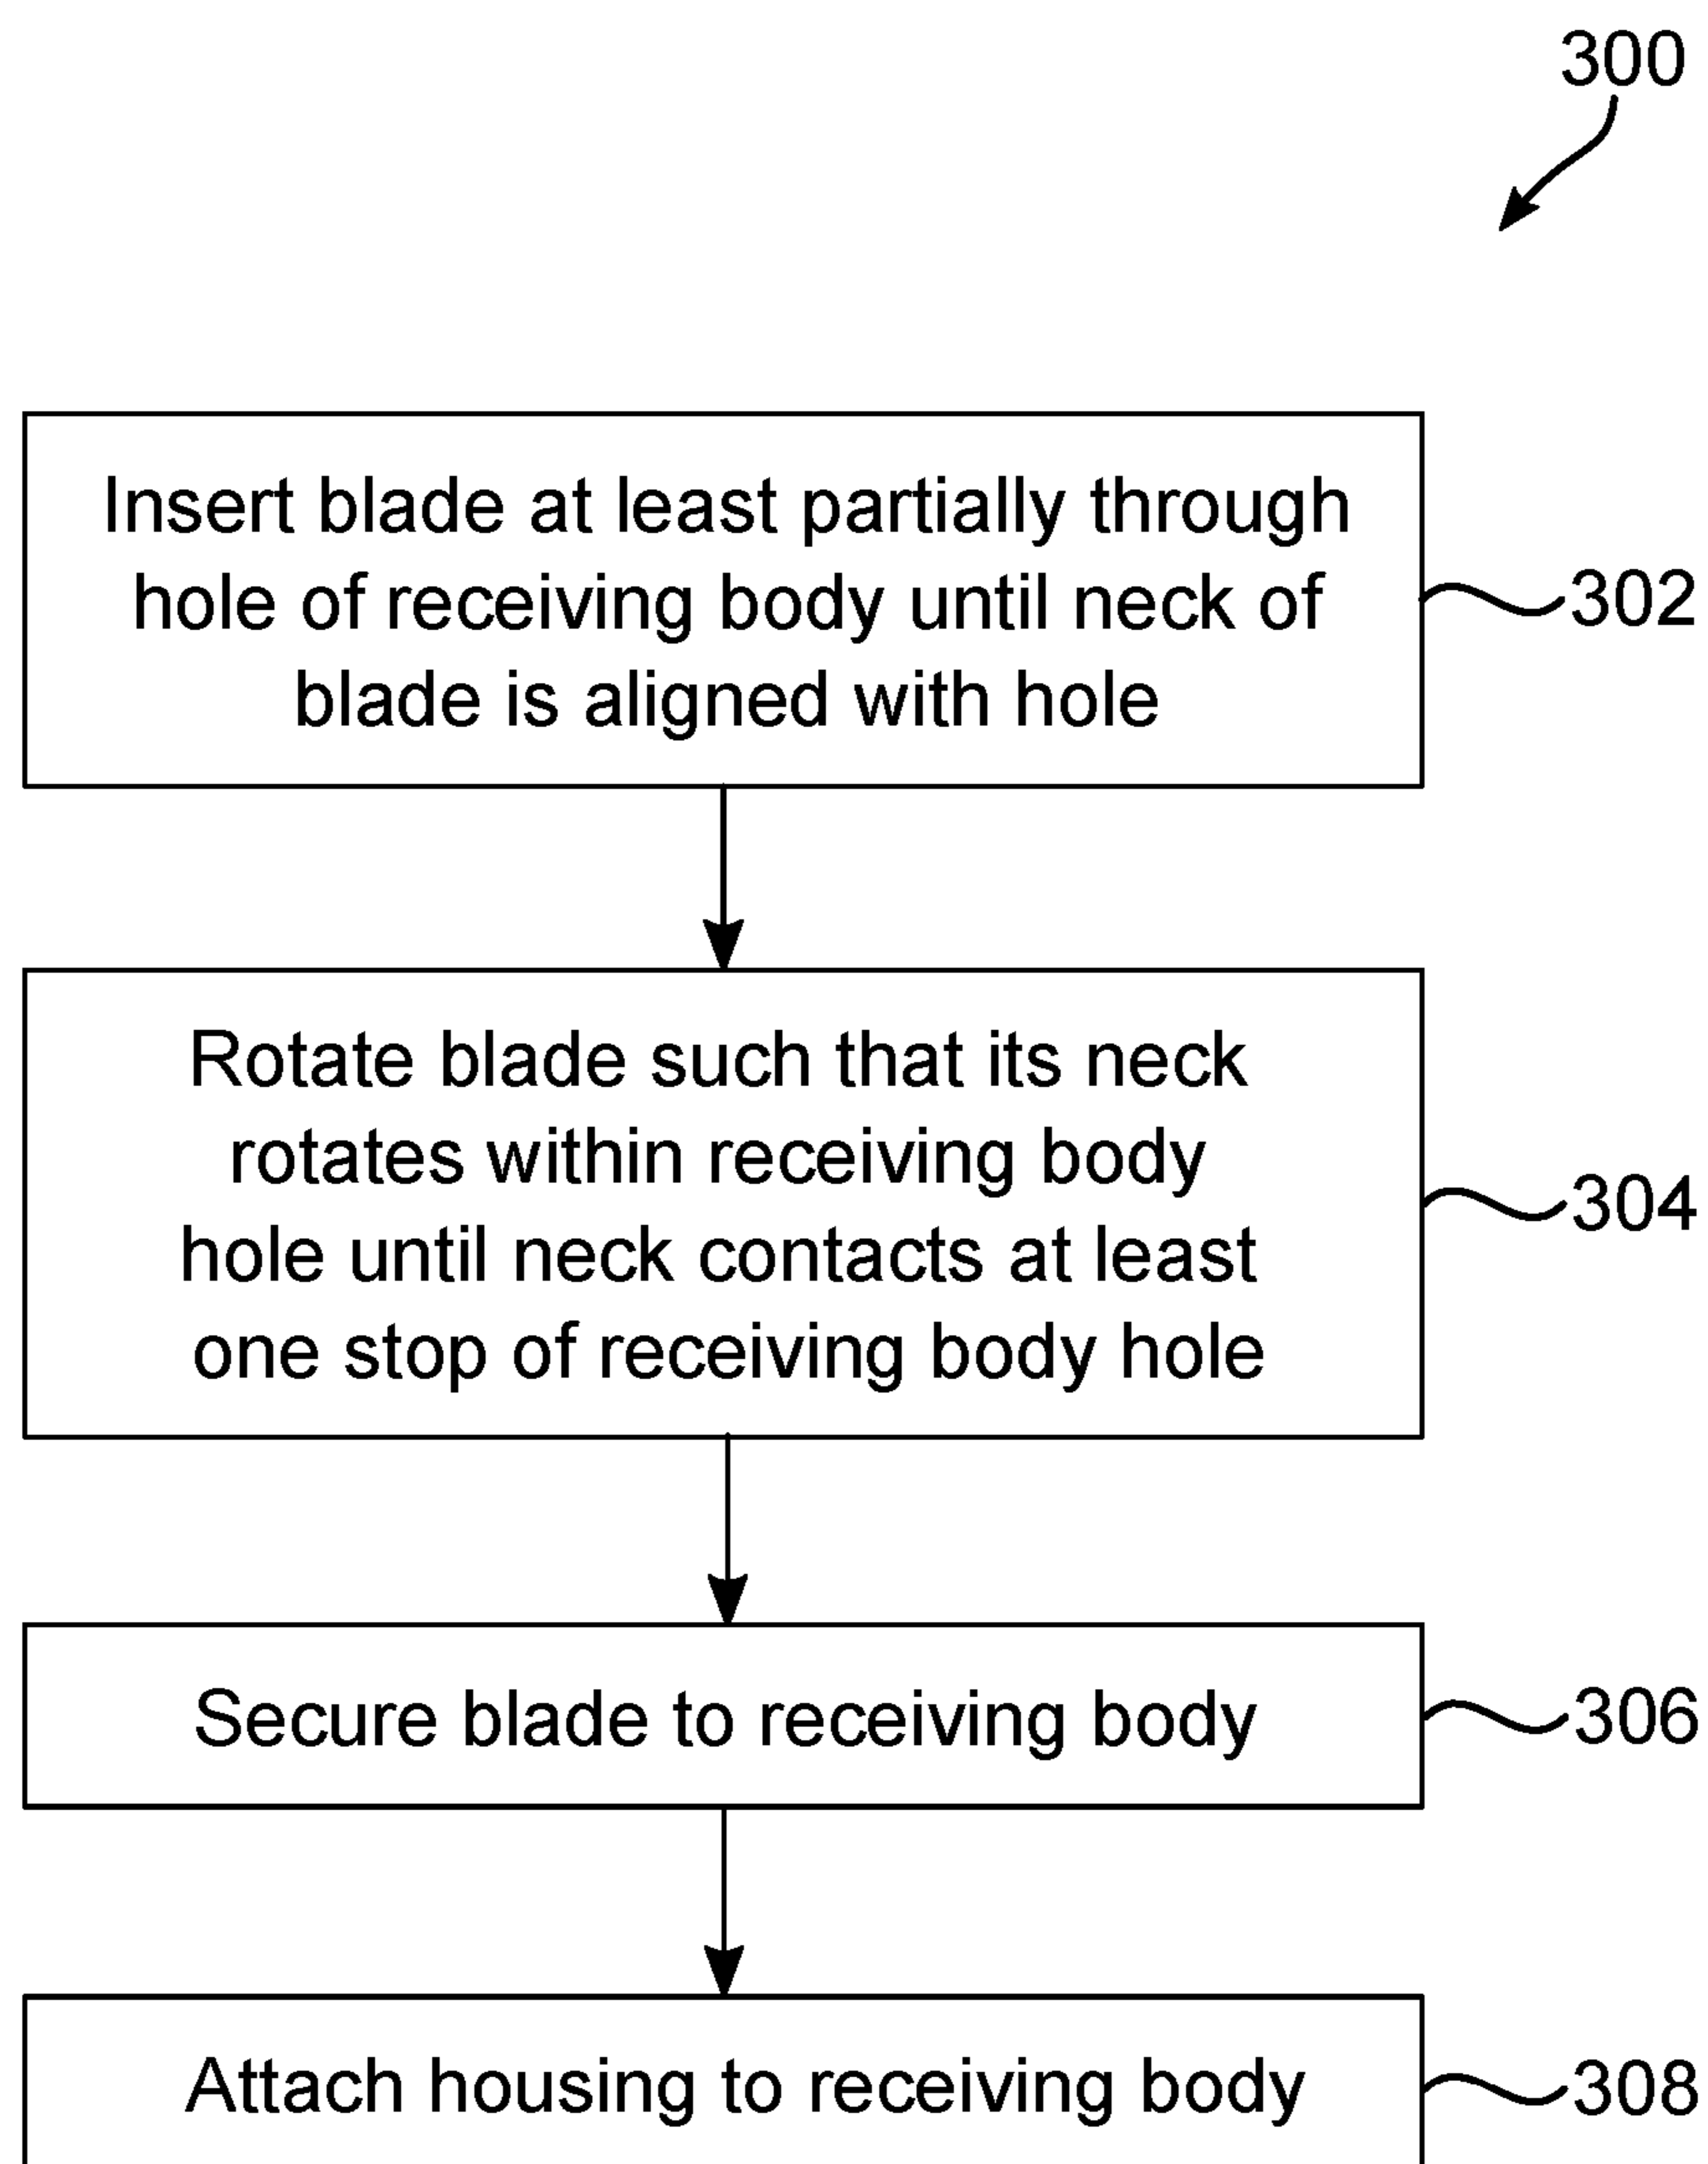 300
Insert blade at least partially through
hole of receiving body until neck of
blade is aligned with hole
302
Rotate blade such that its neck
rotates within receiving body
hole until neck contacts at least
one stop of receiving body hole
304
Secure blade to receiving body
306
Attach housing to receiving body
308